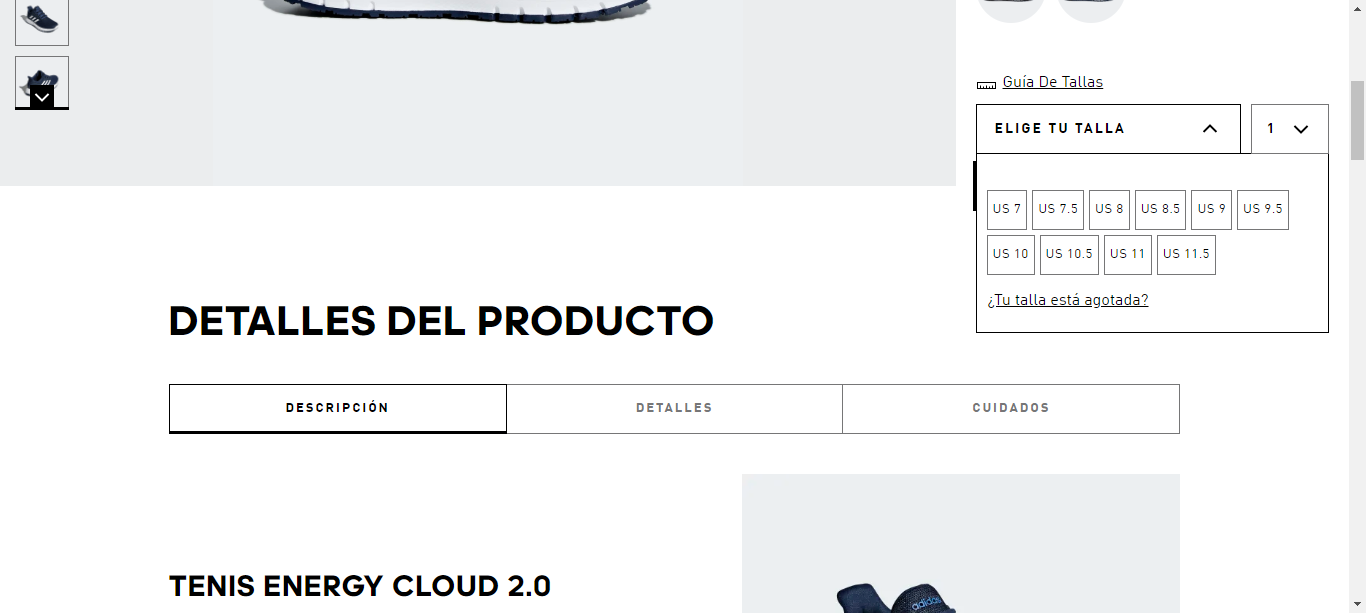 Guía De Tallas
ELIGE TU TALLA
1
US 7 US 7.5 US 8 US 8.5 US 9 US 9.5
US 10 US 10.5 US 11 US 11.5
¿Tu talla está agotada?
DETALLES DEL PRODUCTO
DESCRIPCIÓN DETALLES CUIDADOS
TENIS ENERGY CLOUD 2.0
adidas